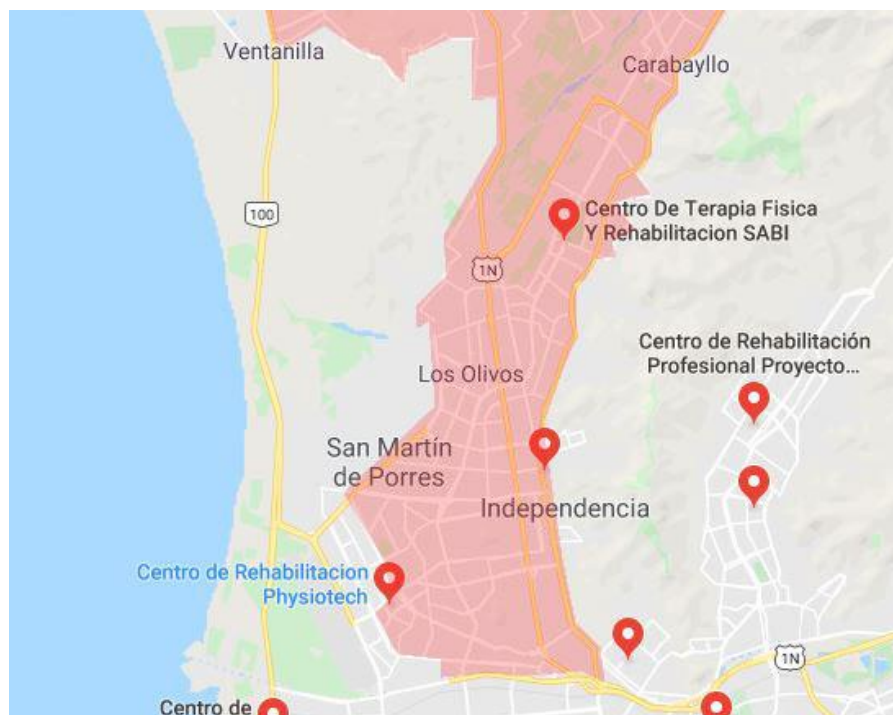 Ventanilla
Carabayllo
100
Centro De Terapia Fisica
Y Rehabilitacion SABI
1N
Centro de Rehabilitación
Profesional Proyecto...
Los Olivos
San Martín
de Porres
Independencia
Centro de Rehabilitacion
Physiotech
1N
Centro de